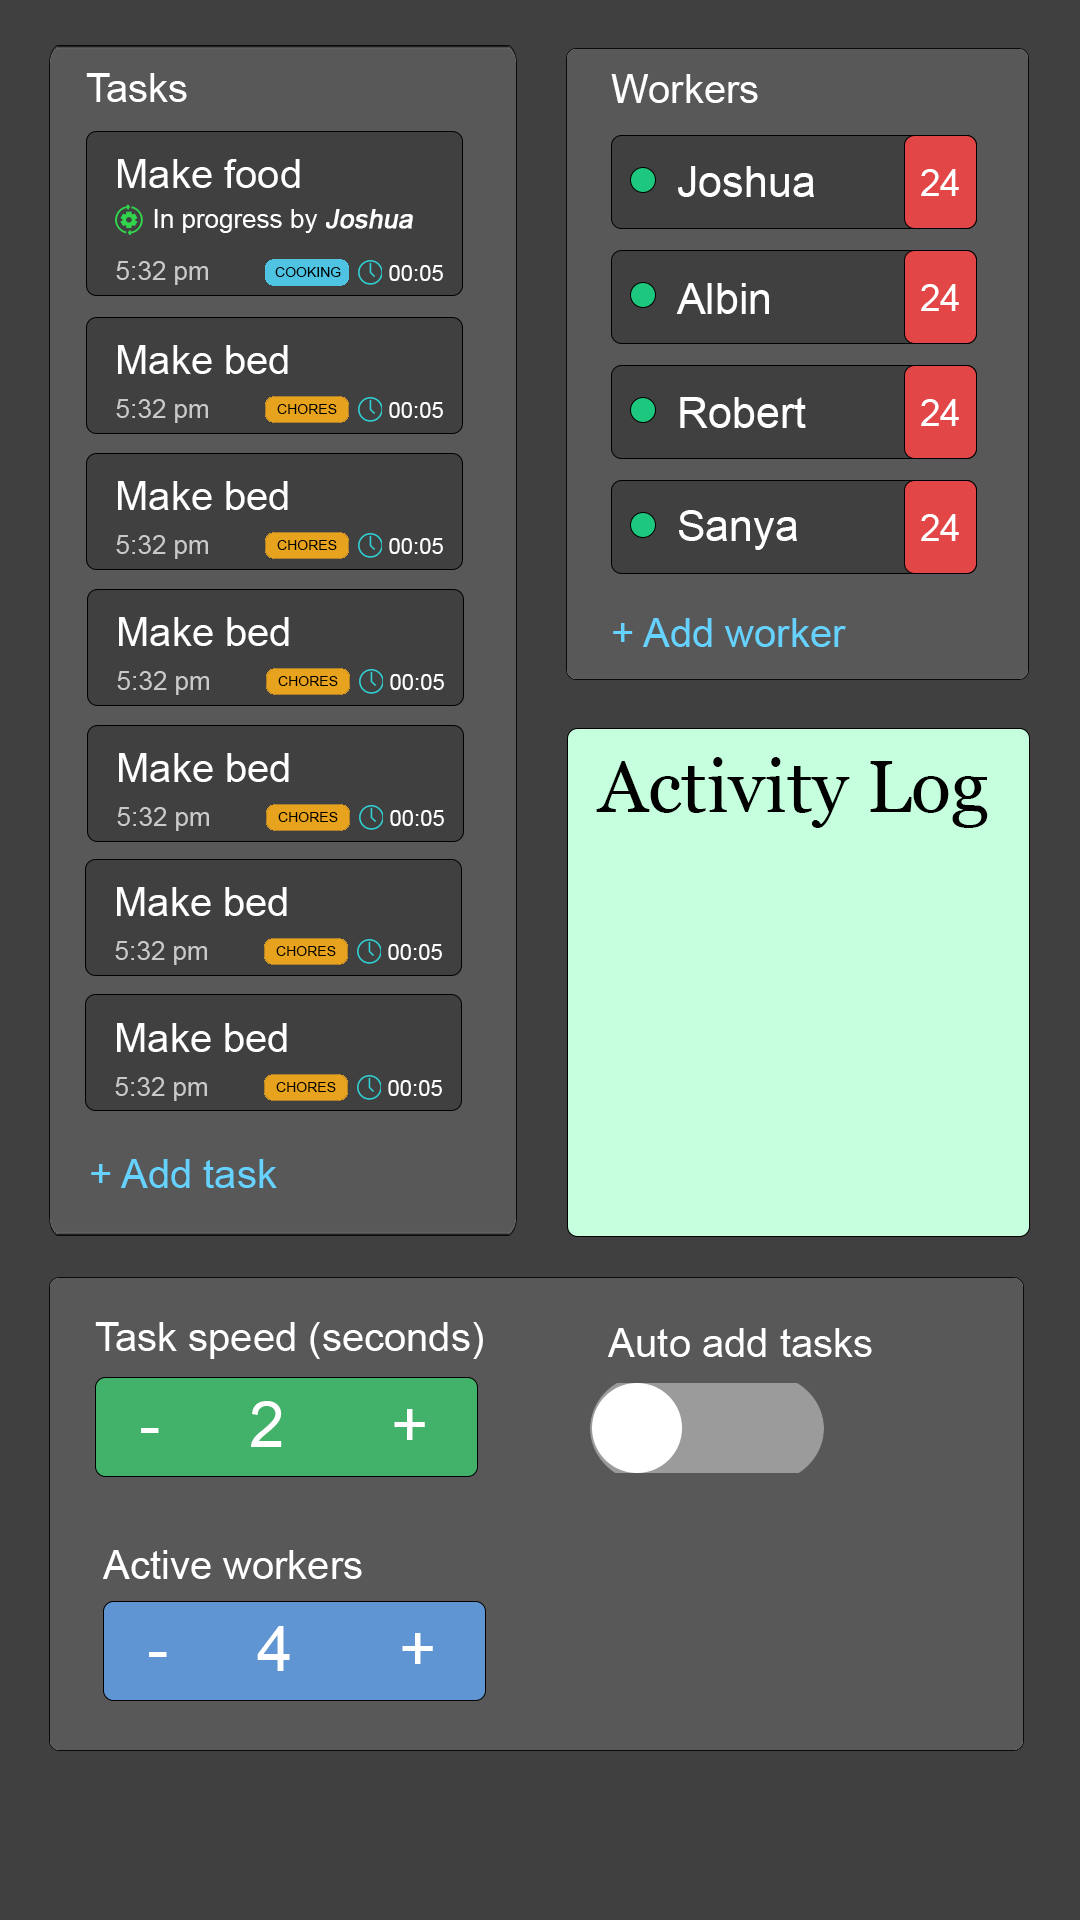 Tasks
Make food
In progress by Joshua
5:32 pm COOKING 00:05
Make bed
5:32 pm CHORES 00:05
Make bed
5:32 pm CHORES 00:05
Make bed
5:32 pm CHORES 00:05
Make bed
5:32 pm CHORES 00:05
Make bed
5:32 pm CHORES 00:05
Make bed
5:32 pm CHORES 00:05
+ Add task
Workers
Joshua 24
Albin 24
Robert 24
Sanya 24
+ Add worker
Activity Log
Task speed (seconds)
- 2 +
Auto add tasks
Active workers
- 4 +